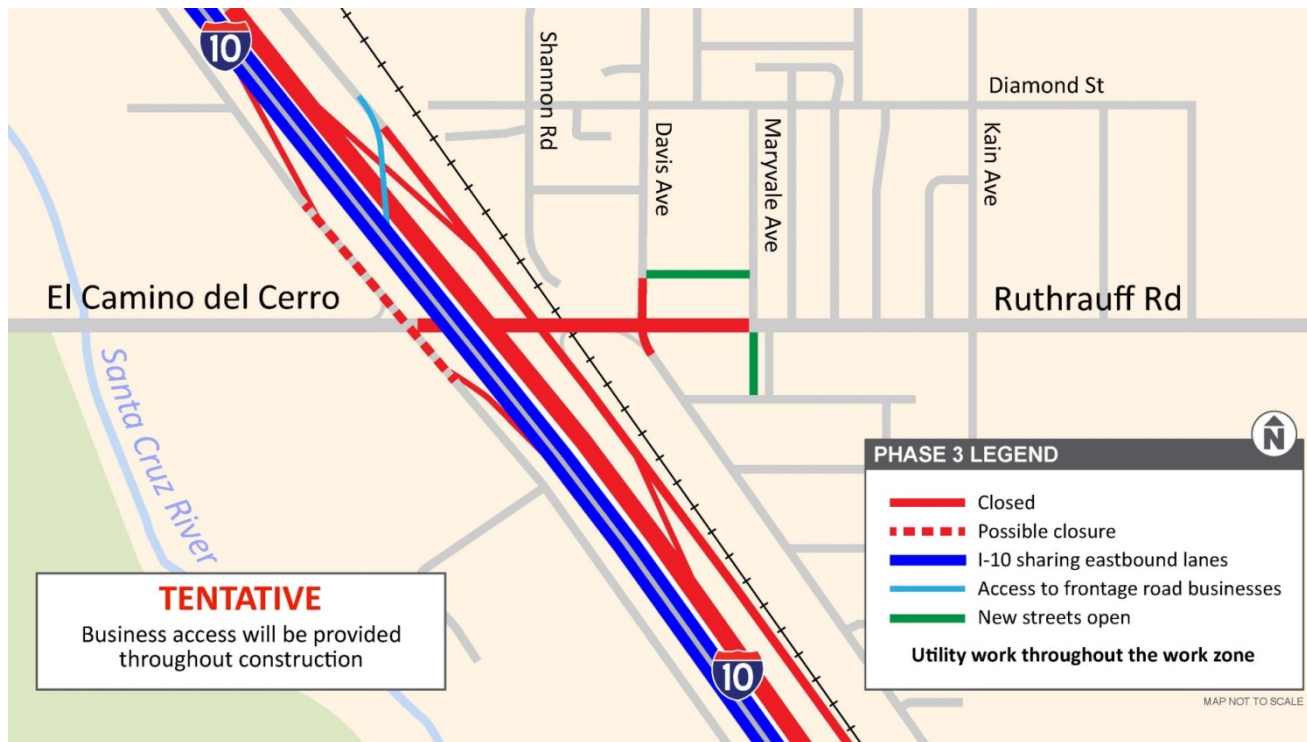 10
Shannon Rd
Davis Ave
Maryvale Ave
Diamond St
Kain Ave
El Camino del Cerro
Ruthrauff Rd
Santa Cruz River
N
PHASE 3 LEGEND
Closed
Possible closure
I-10 sharing eastbound lanes
Access to frontage road businesses
New streets open
Utility work throughout the work zone
TENTATIVE
Business access will be provided
throughout construction
10
MAP NOT TO SCALE